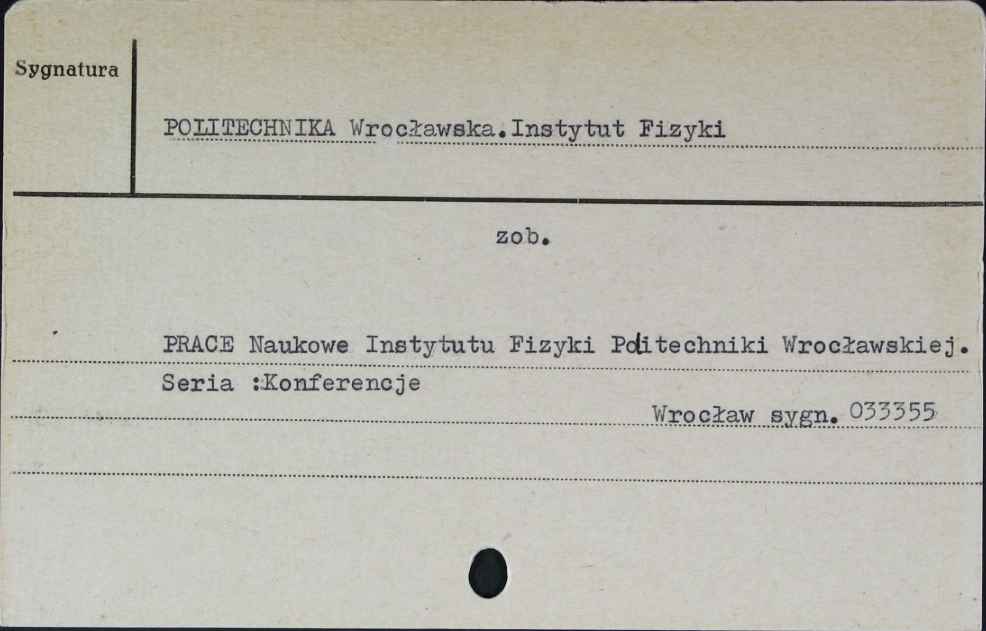 Sygnatura
POLITECHNIKA Wrocławska.Instytut Fizyki
zob.
PRACE Naukowe Instytutu Fizyki Politechniki Wrocławskiej.
Seria :Konferencje
Wrocław sygn. 033355